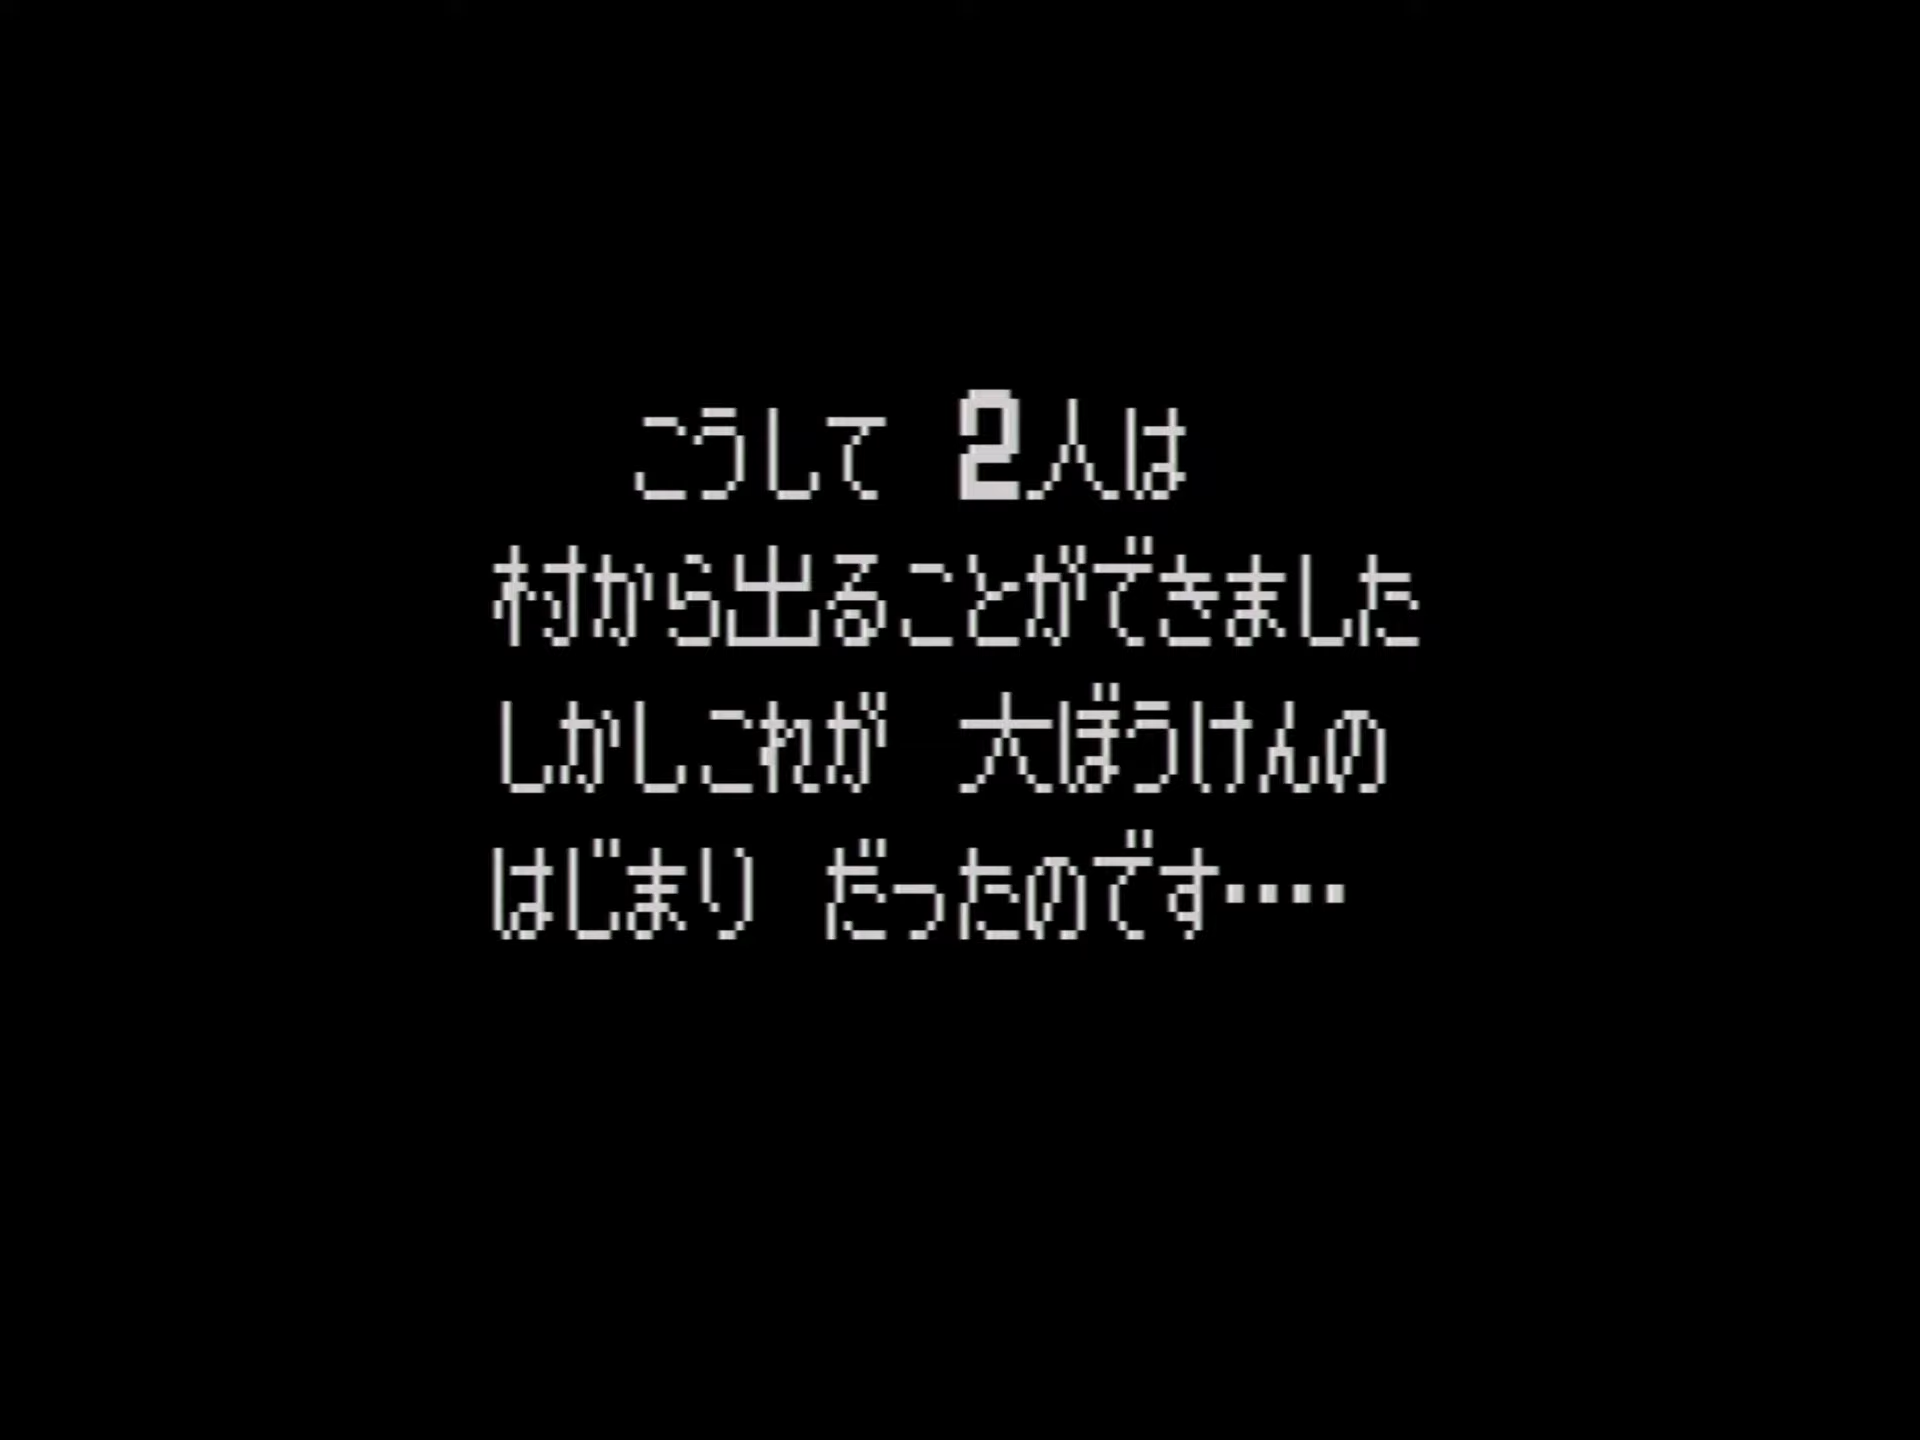 こうして 2人は
村から出ることができました
しかしこれが 大ぼうけんの
はじまり だったのです・・・・